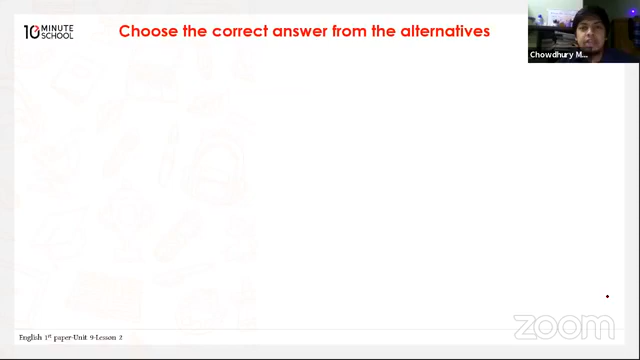 10 MINUTE
SCHOOL
Choose the correct answer from the alternatives
Chowdhury M...
English 1st paper-Unit 9-Lesson 2
zoom